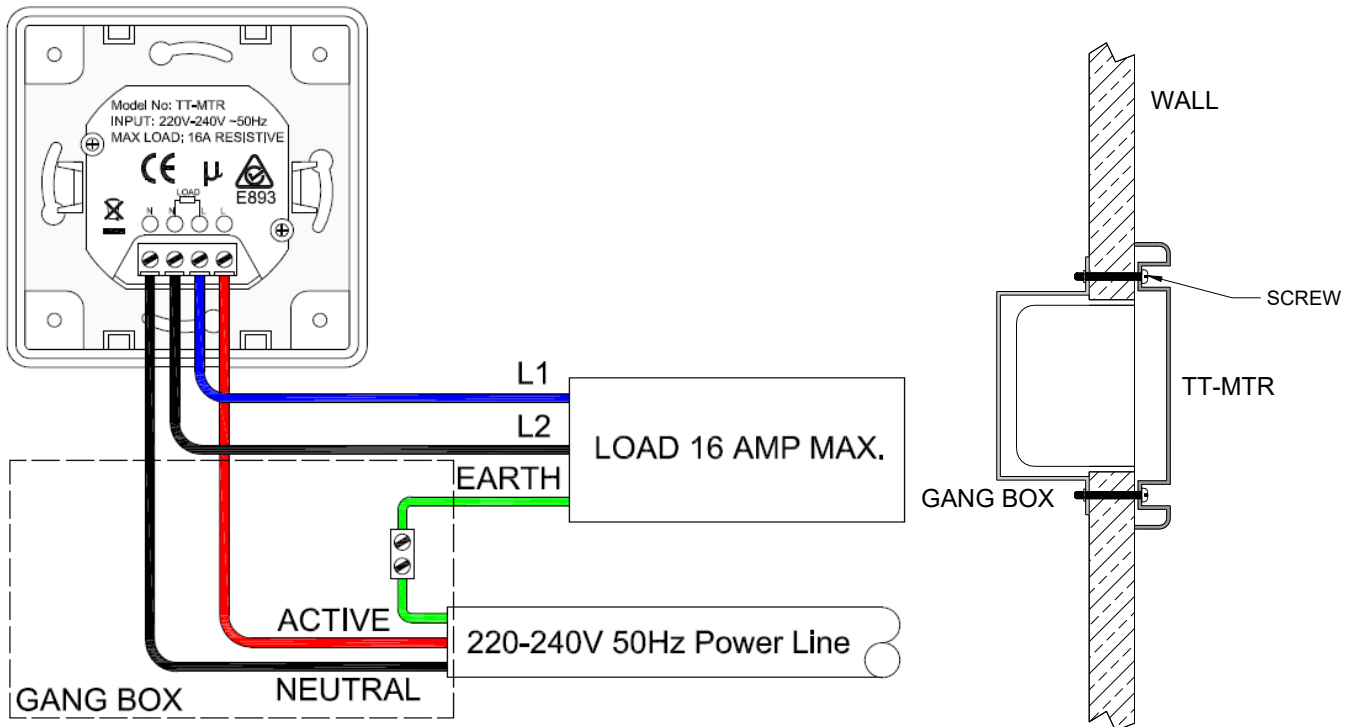 Model No: TT-MTR
INPUT: 220V-240V ~50Hz
MAX LOAD; 16A RESISTIVE
CE μ
E893
LOAD
N N L L
L1
L2
LOAD 16 AMP MAX.
EARTH
ACTIVE
220-240V 50Hz Power Line
NEUTRAL
GANG BOX
WALL
SCREW
TT-MTR
GANG BOX